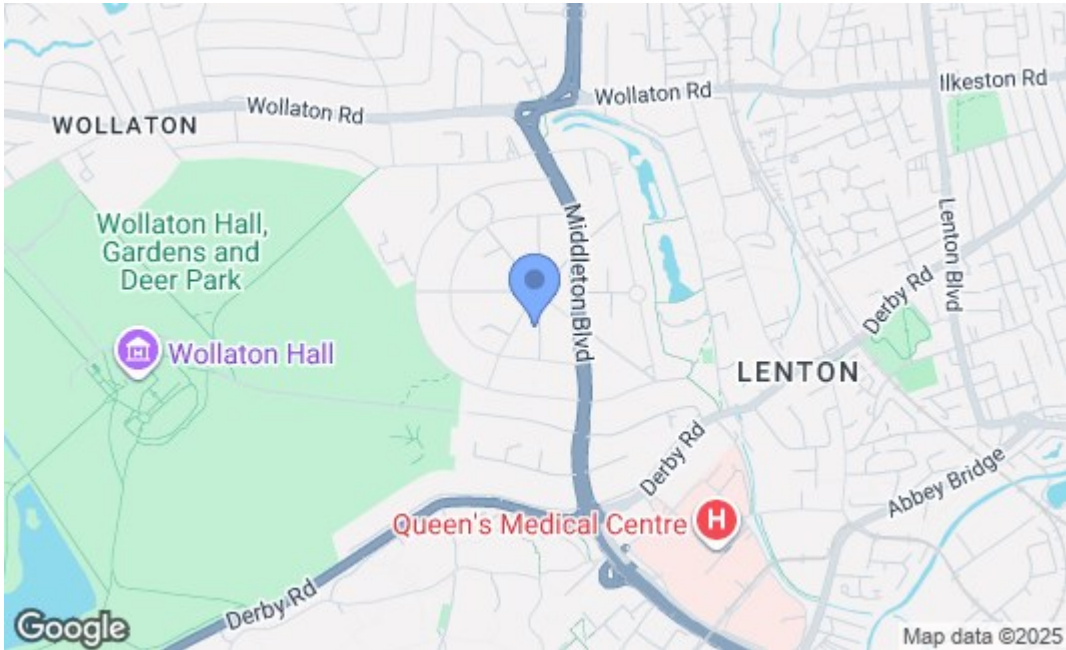 Wollaton Rd
Wollaton Rd
Ilkeston Rd
WOLLATON
Wollaton Hall,
Gardens and
Deer Park
Middleton Blvd
Lenton Blvd
Derby Rd
Wollaton Hall
LENTON
Derby Rd
Abbey Bridge
Queen's Medical Centre
H
Derby Rd
Google
Map data ©2025